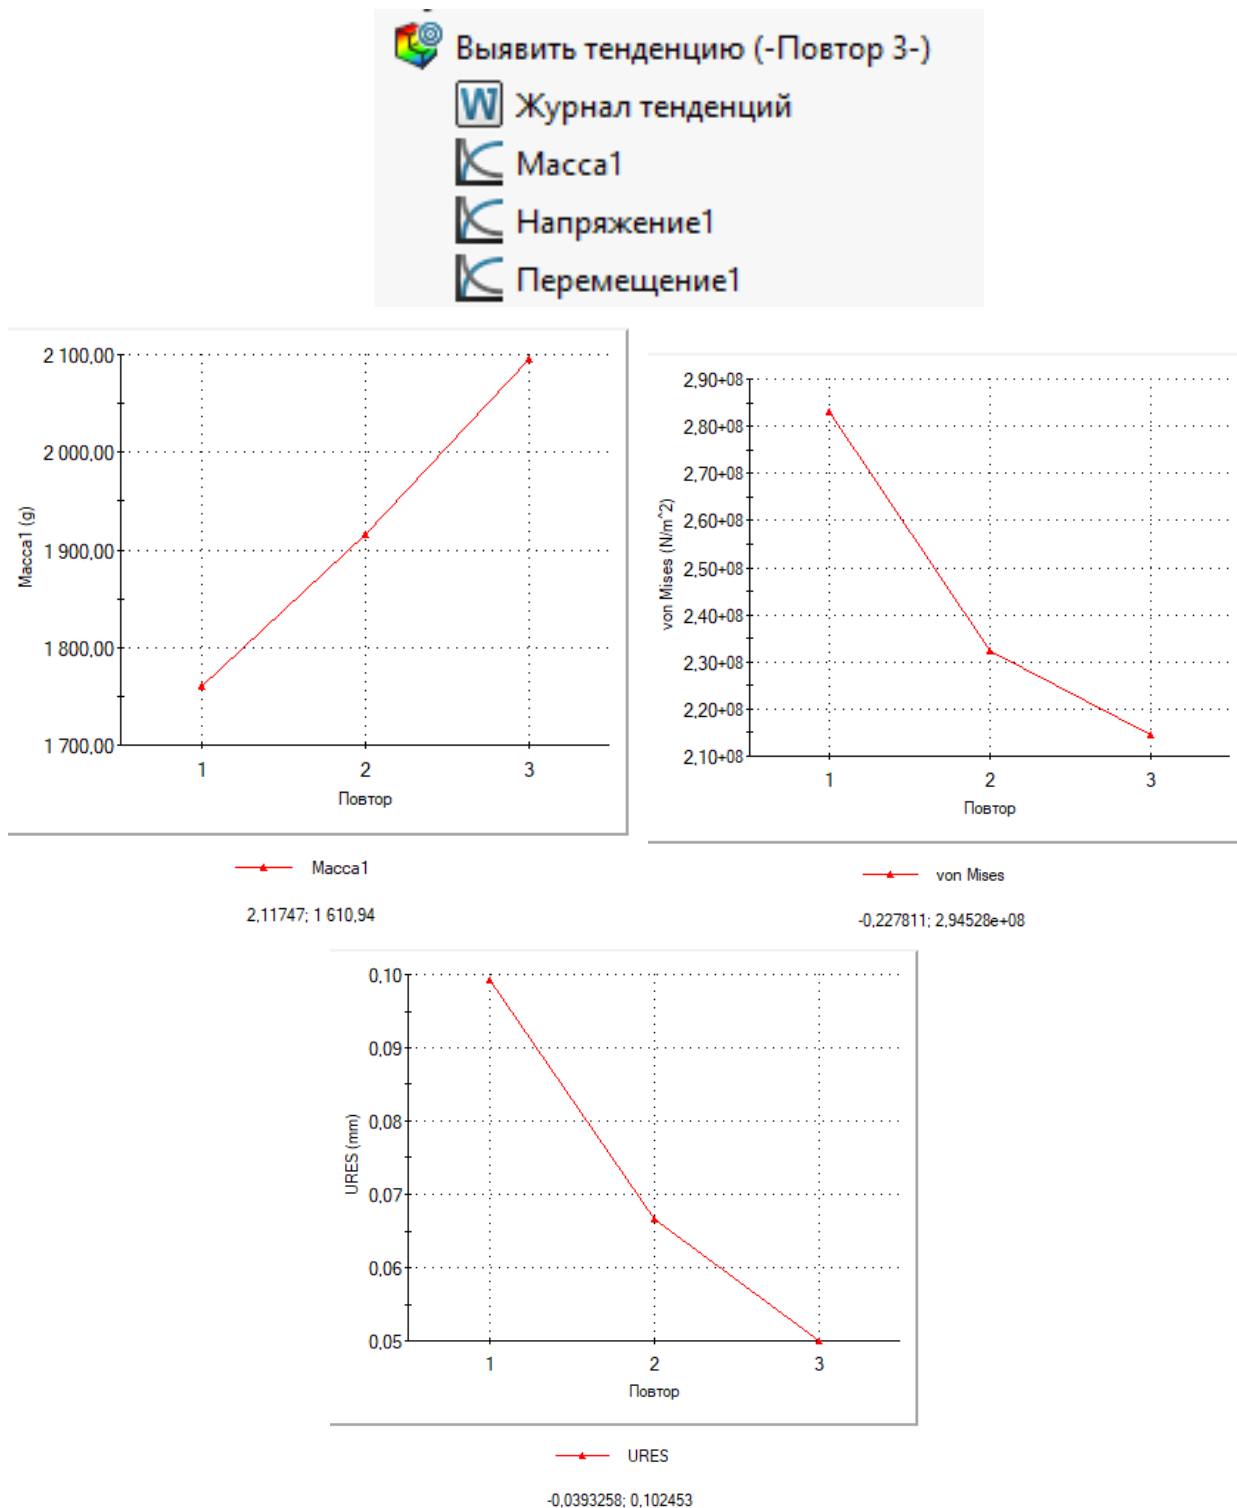 Выявить тенденцию (-Повтор 3-)
Журнал тенденций
Масса1
Напряжение1
Перемещение1
2 100,00
2 000,00
1 900,00
1 800,00
1 700,00
Масса1 (g)
1 2 3
Повтор
Масса1
2,11747; 1 610,94
2,90+08
2,80+08
2,70+08
2,60+08
2,50+08
2,40+08
2,30+08
2,20+08
2,10+08
von Mises (N/m^2)
1 2 3
Повтор
von Mises
-0,227811; 2,94528e+08
0,10
0,09
0,08
0,07
0,06
0,05
URES (mm)
1 2 3
Повтор
URES
-0,0393258; 0,102453